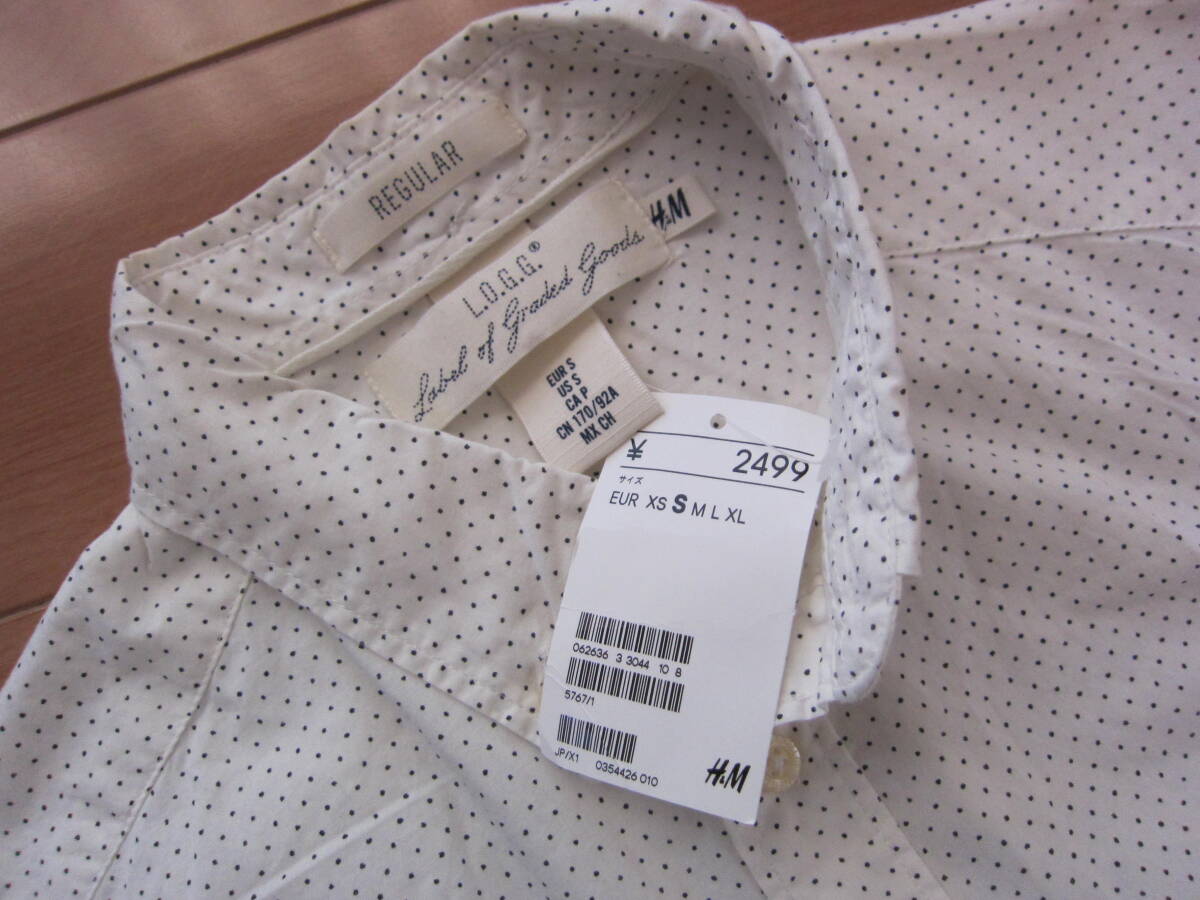 REGULAR
H&M
L.O.G.G.®
Label of Graded Goods
EUR S
US S
CA P
CN 170/92A
MX CH
¥ 2499
サイズ
EUR XS S M L XL
062636 3 3044 10 8
5767/1
JP/X1 0354426 010
H&M